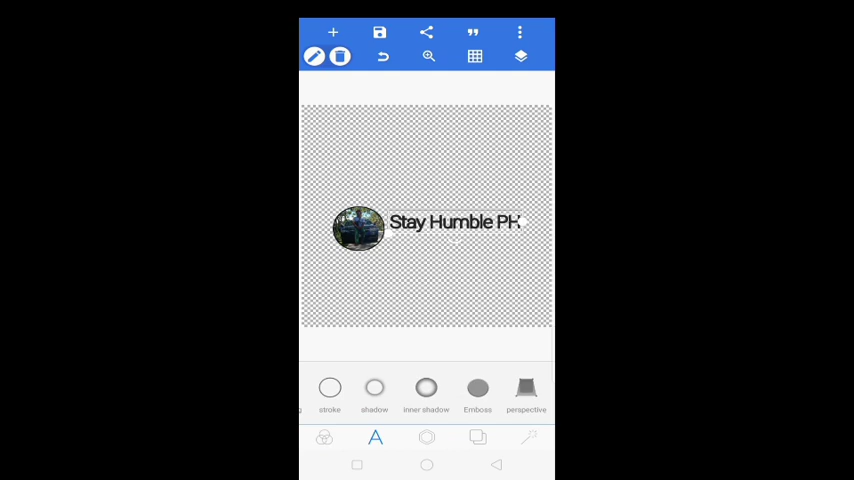 Stay Humble PH
stroke
shadow
inner shadow
Emboss
perspective